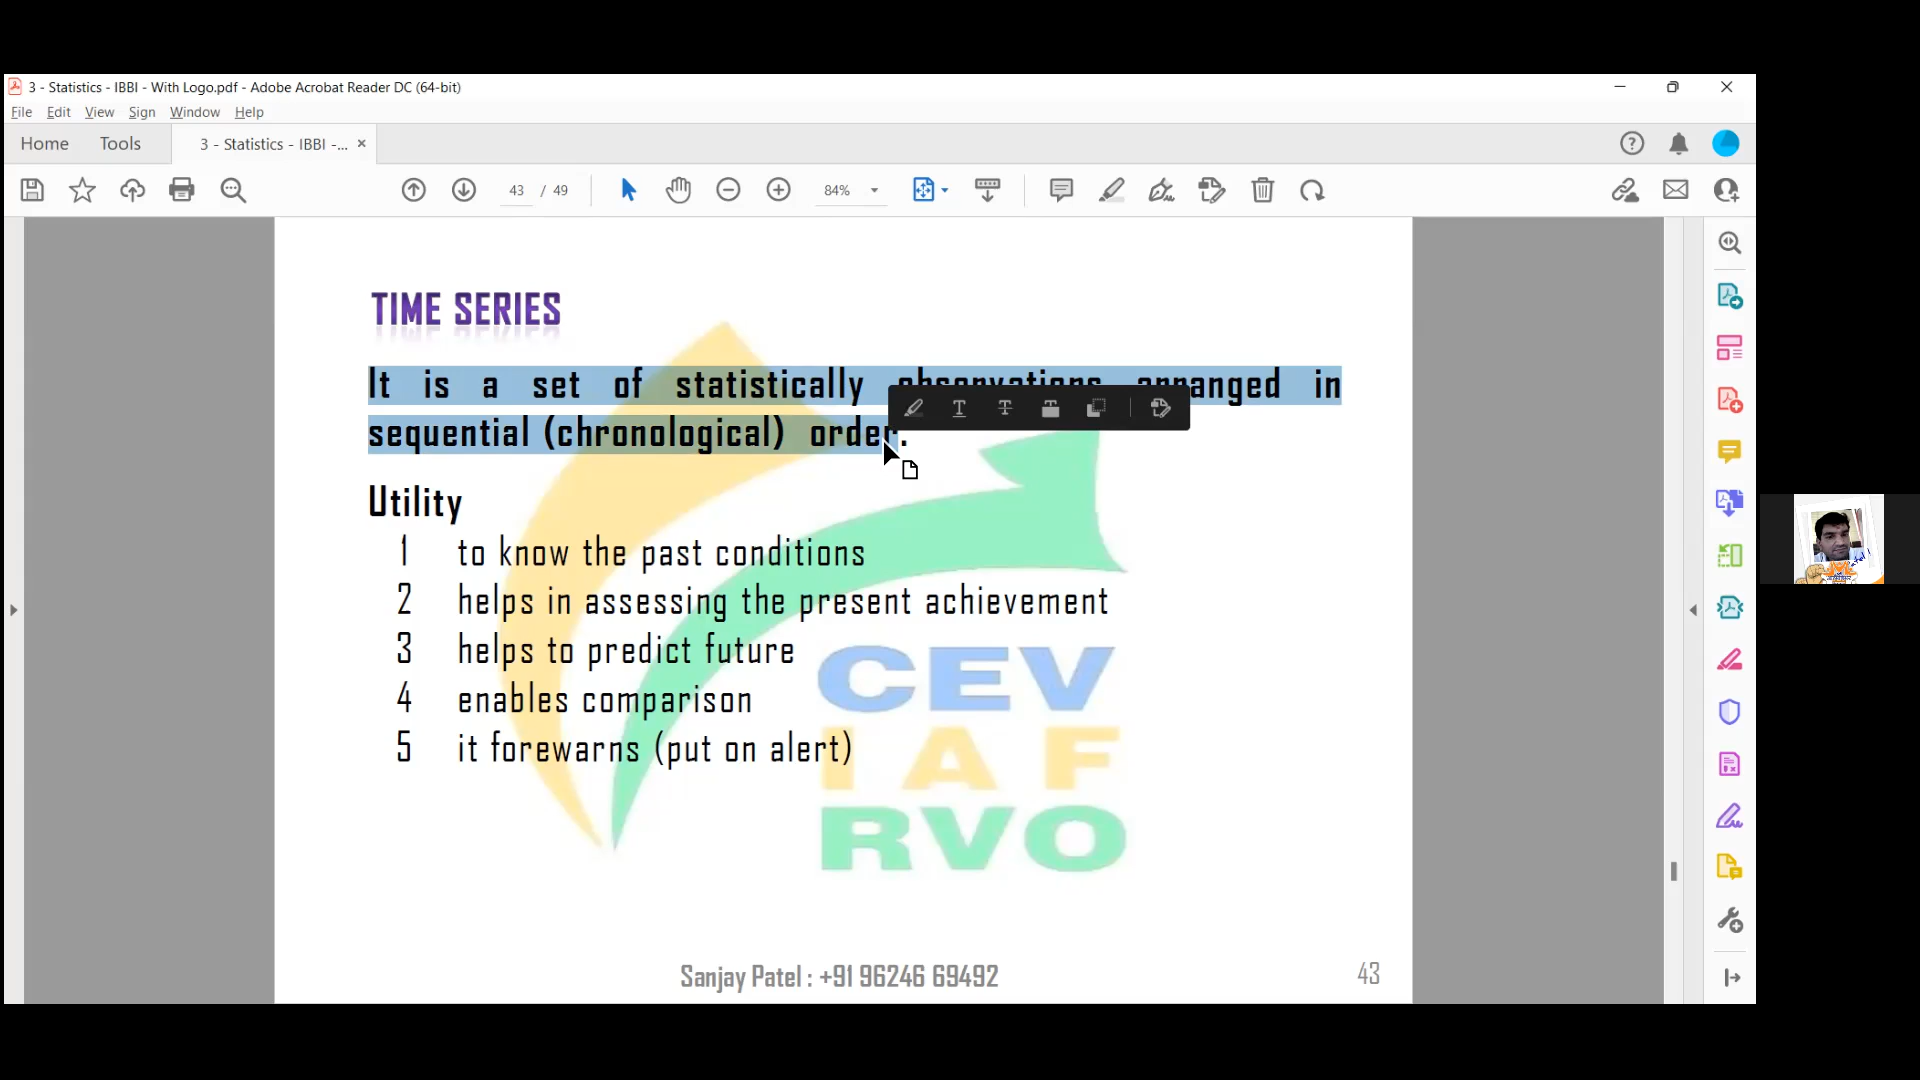 3 - Statistics - IBBI - With Logo.pdf - Adobe Acrobat Reader DC (64-bit)
File Edit View Sign Window Help
Home Tools 3 - Statistics - IBBI -...
43 / 49 84%
TIME SERIES
It is a set of statistically observations arranged in
sequential (chronological) order.
Utility
1 to know the past conditions
2 helps in assessing the present achievement
3 helps to predict future
4 enables comparison
5 it forewarns (put on alert)
CEV
IAF
RVO
Sanjay Patel : +91 96246 69492
43